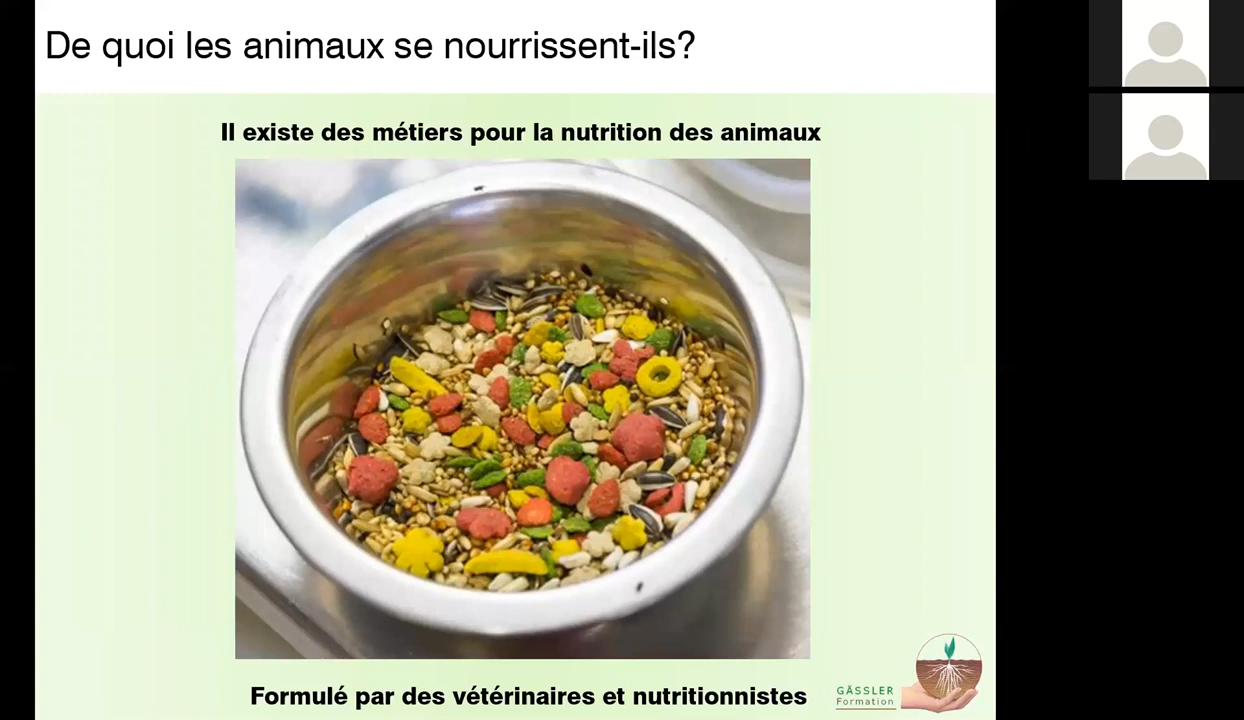 De quoi les animaux se nourrissent-ils?
Il existe des métiers pour la nutrition des animaux
Formulé par des vétérinaires et nutritionnistes
GÄSSLER
Formation